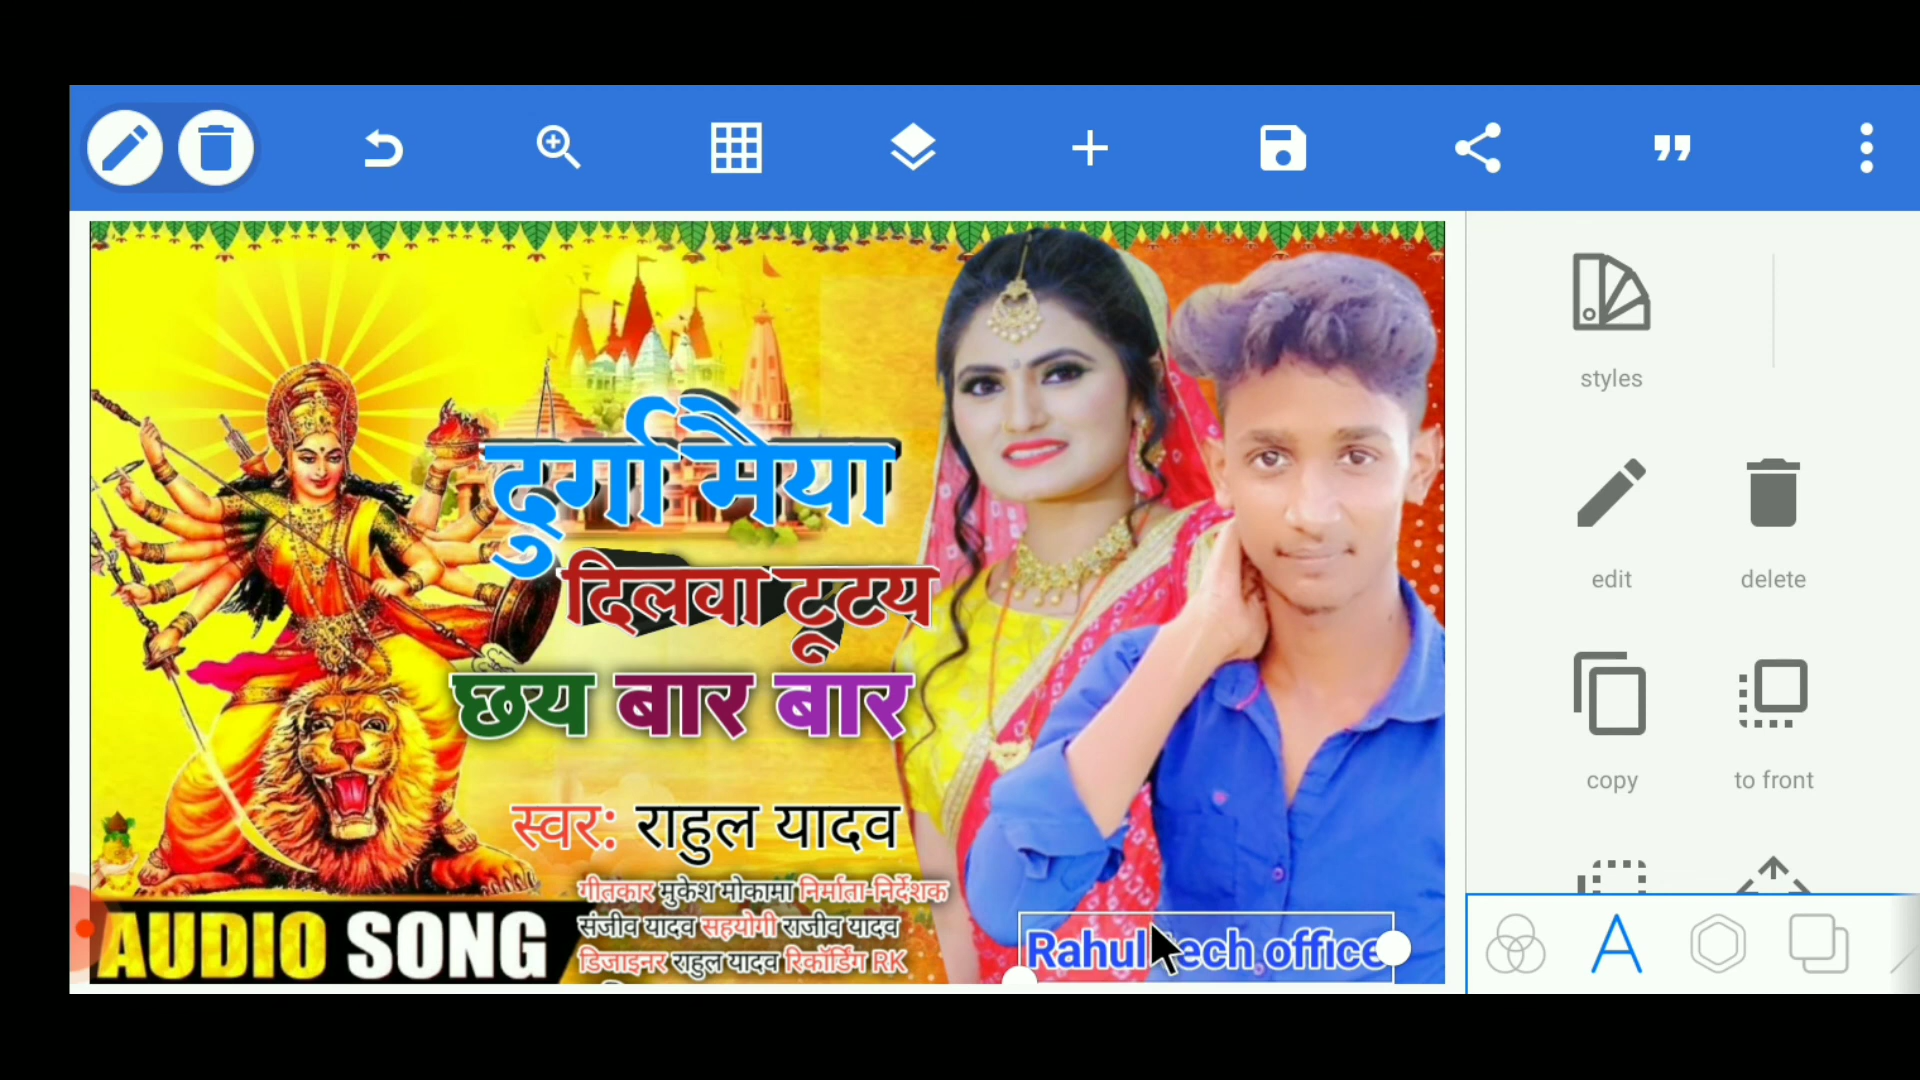 दुर्गा मैया
दिलवा टूटय
छय बार बार
स्वर: राहुल यादव
गीतकार मुकेश मोकामा निर्माता-निर्देशक
संजीव यादव सहयोगी राजीव यादव
डिजाइनर राहुल यादव रिकॉर्डिंग RK
AUDIO SONG
Rahul tech office
styles
edit
delete
copy
to front